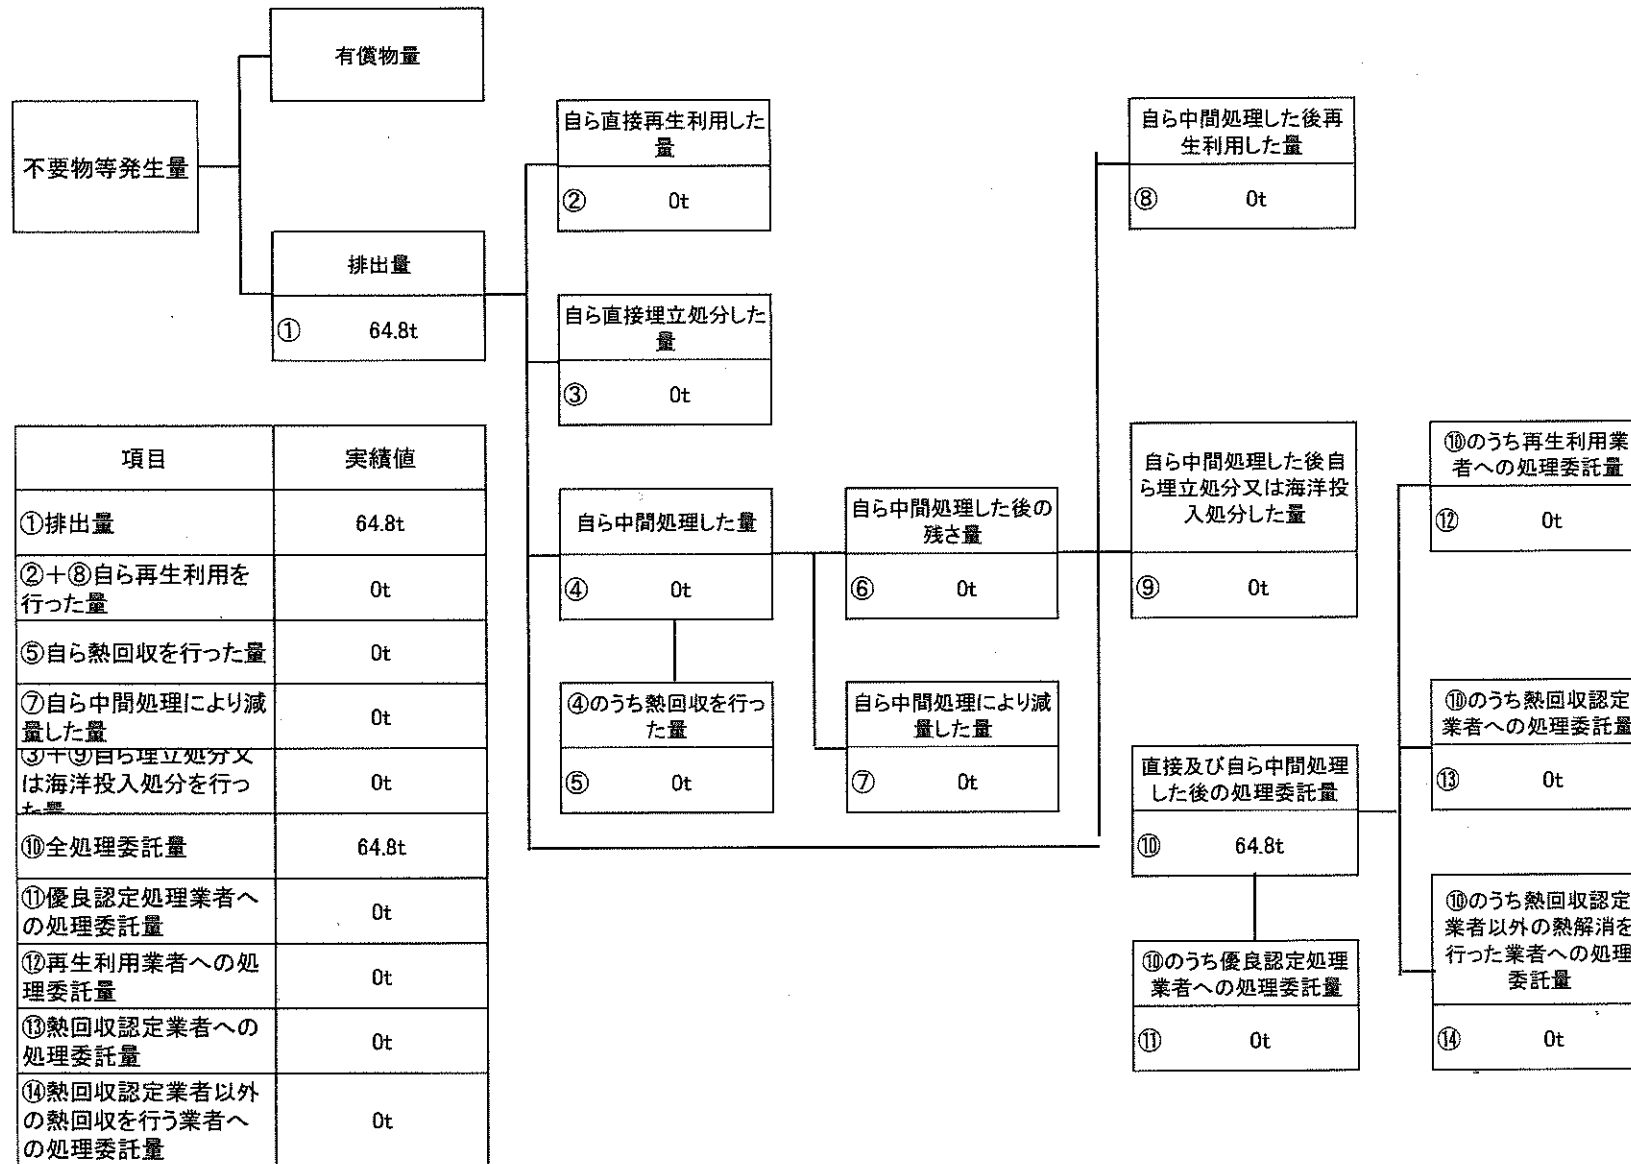 有償物量
不要物等発生量
排出量
① 64.8t
自ら直接再生利用した
量
② 0t
自ら直接埋立処分した
量
③ 0t
自ら中間処理した量
④ 0t
④のうち熱回収を行っ
た量
⑤ 0t
自ら中間処理した後の
残さ量
⑥ 0t
自ら中間処理により減
量した量
⑦ 0t
自ら中間処理した後再
生利用した量
⑧ 0t
自ら中間処理した後自
ら埋立処分又は海洋投
入処分した量
⑨ 0t
直接及び自ら中間処理
した後の処理委託量
⑩ 64.8t
⑩のうち優良認定処理
業者への処理委託量
⑪ 0t
⑩のうち再生利用業
者への処理委託量
⑫ 0t
⑩のうち熱回収認定
業者への処理委託量
⑬ 0t
⑩のうち熱回収認定
業者以外の熱解消を
行った業者への処理
委託量
⑭ 0t
項目 実績値
①排出量 64.8t
②+⑧自ら再生利用を
行った量 0t
⑤自ら熱回収を行った量 0t
⑦自ら中間処理により減
量した量 0t
③+⑨自ら埋立処分又
は海洋投入処分を行っ
た量 0t
⑩全処理委託量 64.8t
⑪優良認定処理業者へ
の処理委託量 0t
⑫再生利用業者への処
理委託量 0t
⑬熱回収認定業者への
処理委託量 0t
⑭熱回収認定業者以外
の熱回収を行う業者へ
の処理委託量 0t